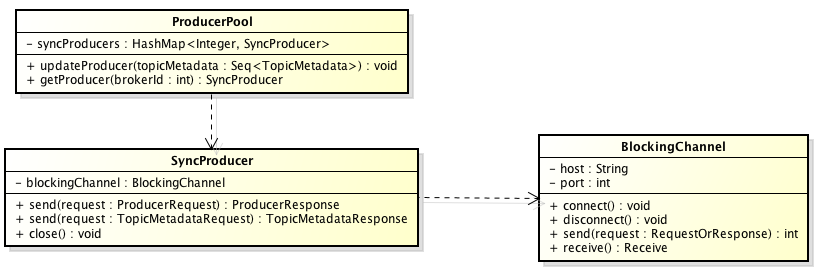 ProducerPool
- syncProducers : HashMap<Integer, SyncProducer>
+ updateProducer(topicMetadata : Seq<TopicMetadata>) : void
+ getProducer(brokerId : int) : SyncProducer
SyncProducer
- blockingChannel : BlockingChannel
+ send(request : ProducerRequest) : ProducerResponse
+ send(request : TopicMetadataRequest) : TopicMetadataResponse
+ close() : void
BlockingChannel
- host : String
- port : int
+ connect() : void
+ disconnect() : void
+ send(request : RequestOrResponse) : int
+ receive() : Receive